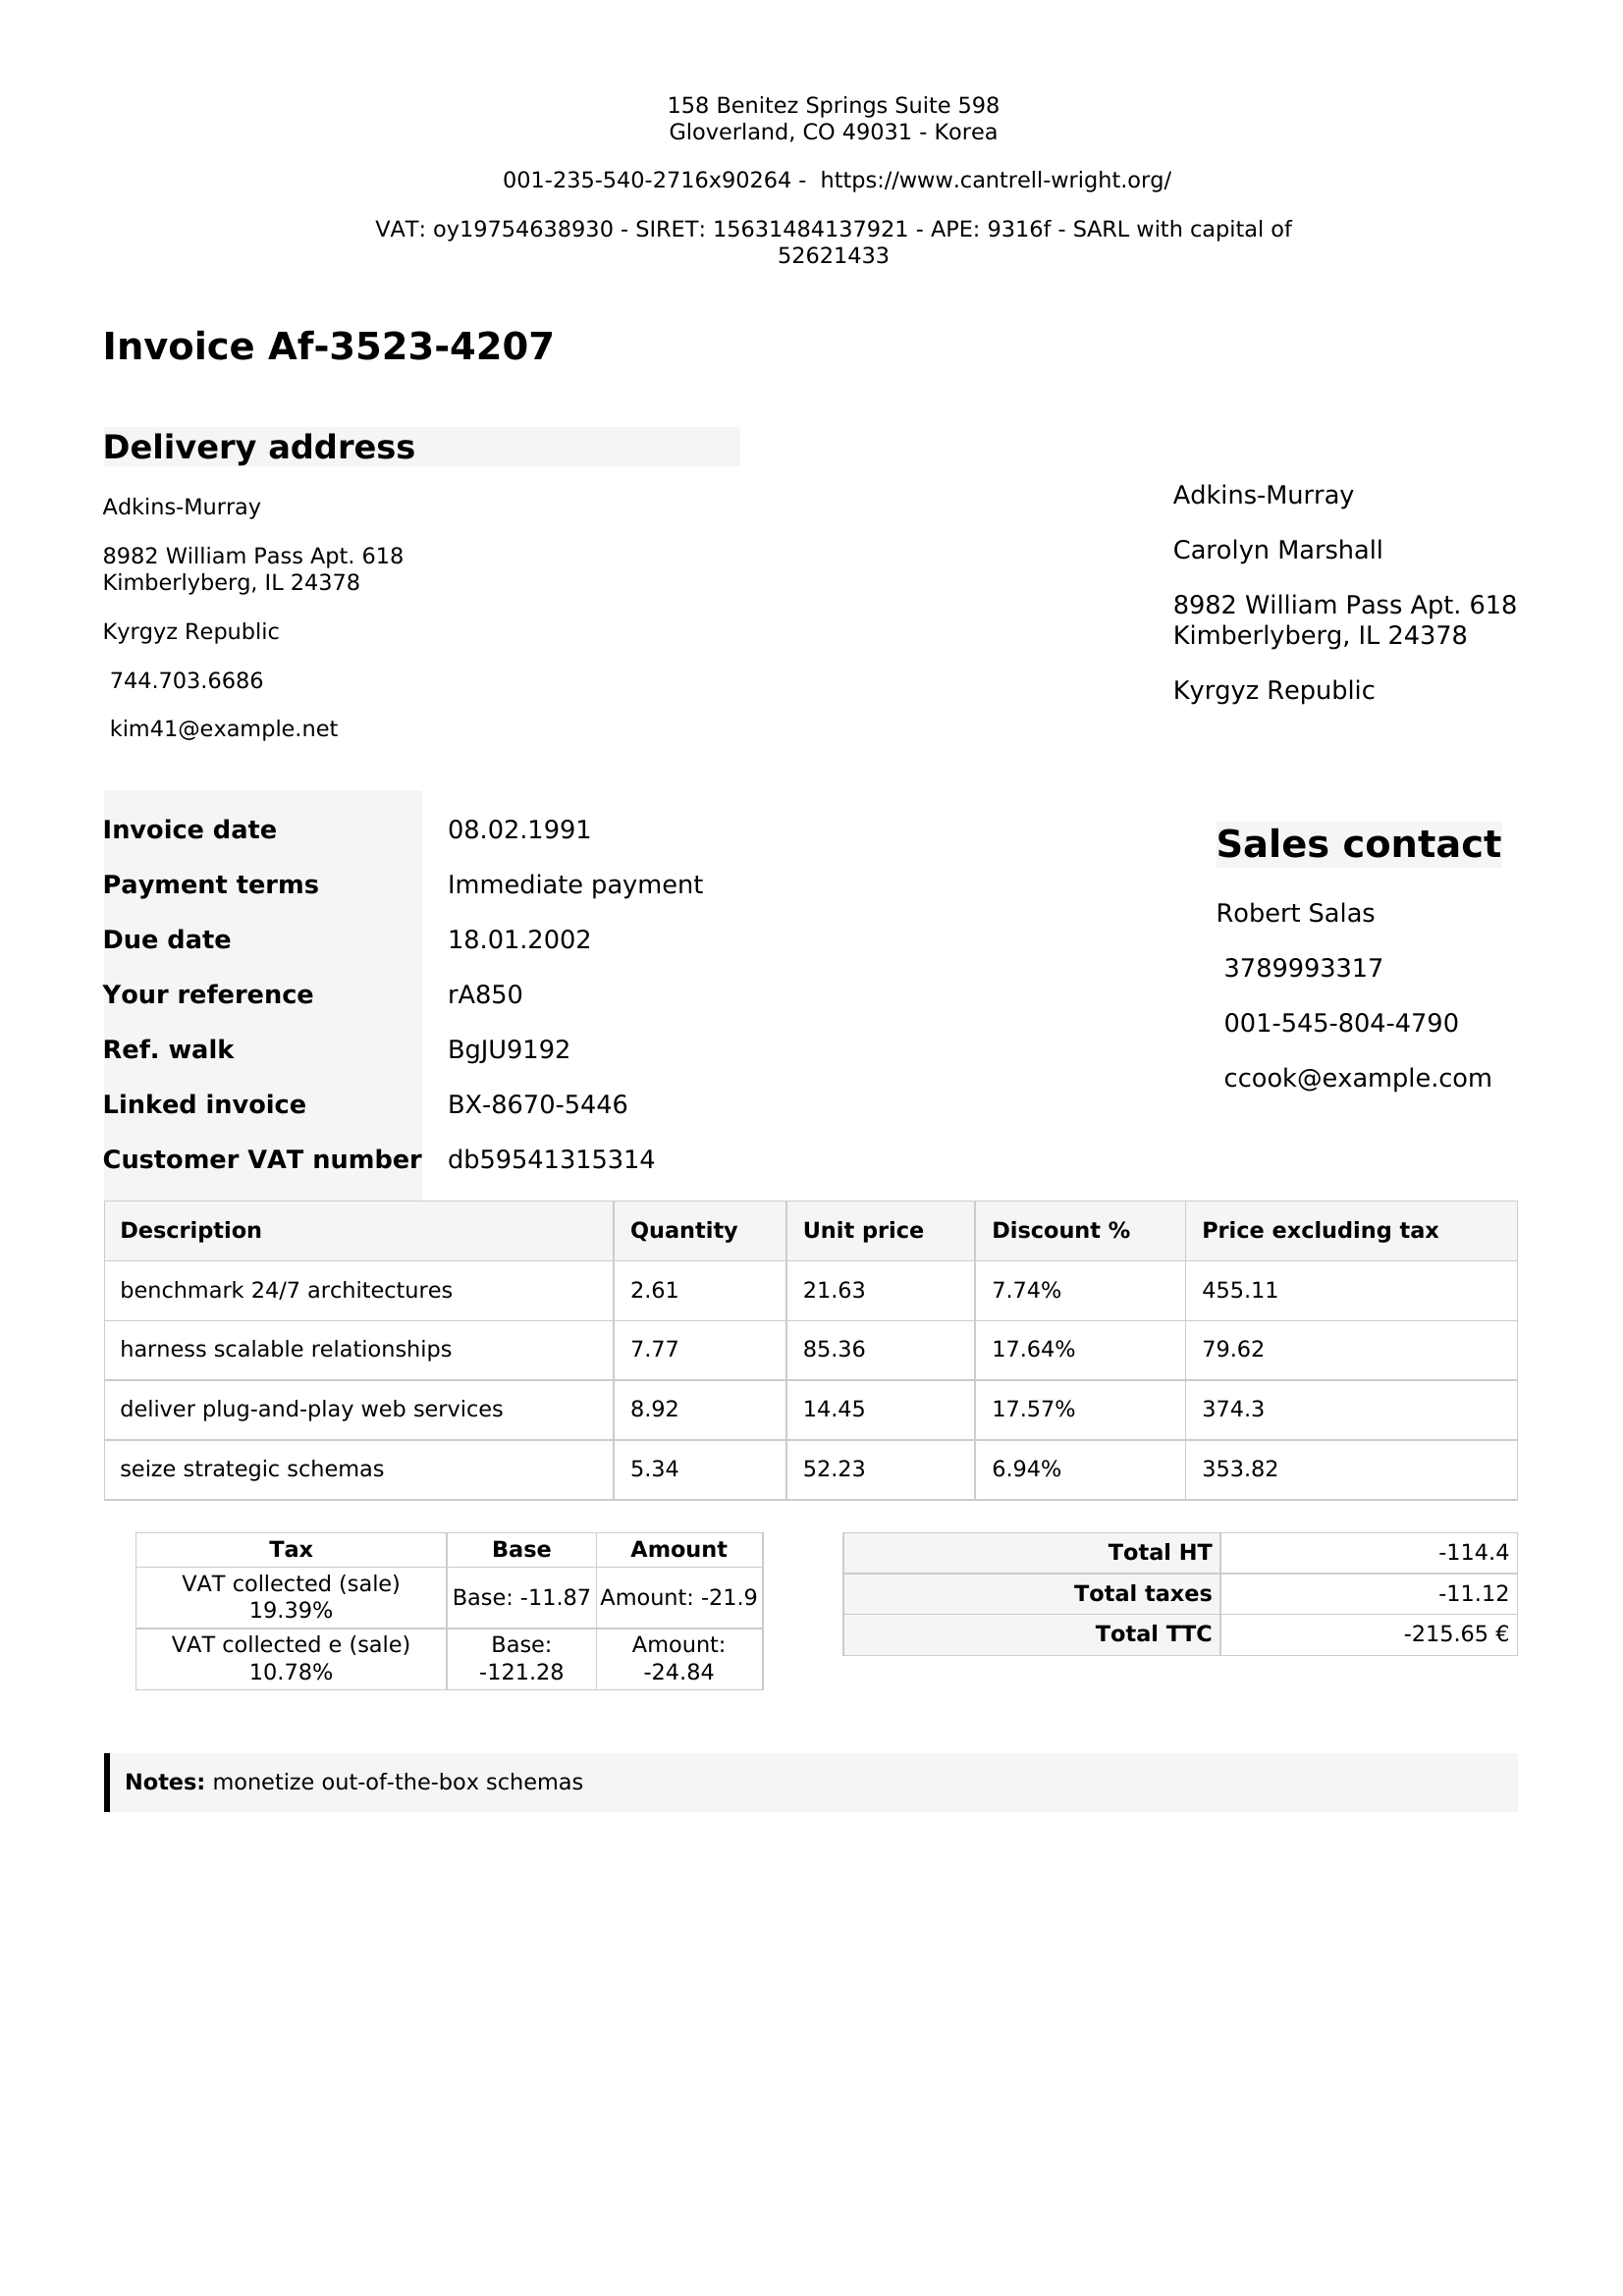 158 Benitez Springs Suite 598
Gloverland, CO 49031 - Korea
001-235-540-2716x90264 -  https://www.cantrell-wright.org/
VAT: oy19754638930 - SIRET: 15631484137921 - APE: 9316f - SARL with capital of
52621433
Invoice Af-3523-4207
Delivery address
Adkins-Murray
8982 William Pass Apt. 618
Kimberlyberg, IL 24378
Kyrgyz Republic
744.703.6686
kim41@example.net
Adkins-Murray
Carolyn Marshall
8982 William Pass Apt. 618
Kimberlyberg, IL 24378
Kyrgyz Republic
Invoice date 08.02.1991
Payment terms Immediate payment
Due date 18.01.2002
Your reference rA850
Ref. walk BgJU9192
Linked invoice BX-8670-5446
Customer VAT number db59541315314
Sales contact
Robert Salas
3789993317
001-545-804-4790
ccook@example.com
Description Quantity Unit price Discount % Price excluding tax
benchmark 24/7 architectures 2.61 21.63 7.74% 455.11
harness scalable relationships 7.77 85.36 17.64% 79.62
deliver plug-and-play web services 8.92 14.45 17.57% 374.3
seize strategic schemas 5.34 52.23 6.94% 353.82
Tax Base Amount
VAT collected (sale)
19.39%
Base: -11.87 Amount: -21.9
VAT collected e (sale)
10.78%
Base:
-121.28
Amount:
-24.84
Total HT -114.4
Total taxes -11.12
Total TTC -215.65 €
Notes: monetize out-of-the-box schemas